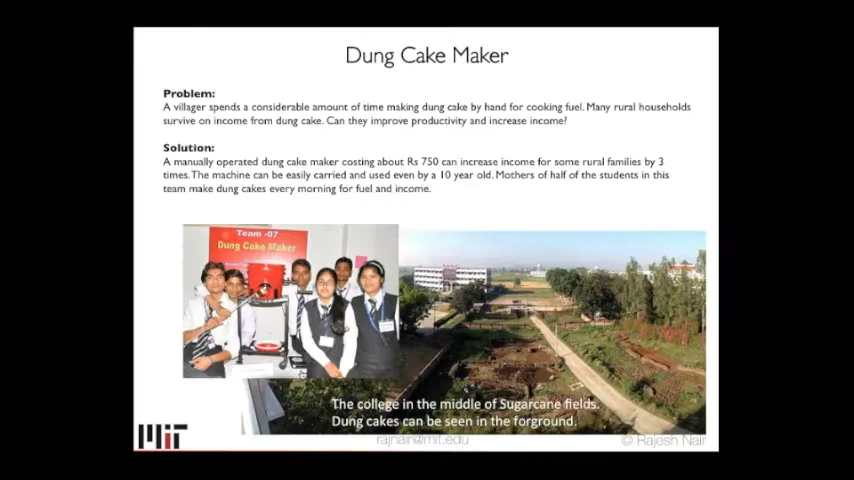 Dung Cake Maker
Problem:
A villager spends a considerable amount of time making dung cake by hand for cooking fuel. Many rural households
survive on income from dung cake. Can they improve productivity and increase income?
Solution:
A manually operated dung cake maker costing about Rs 750 can increase income for some rural families by 3
times. The machine can be easily carried and used even by a 10 year old. Mothers of half of the students in this
team make dung cakes every morning for fuel and income.
Team -07
Dung Cake Maker
The college in the middle of Sugarcane fields.
Dung cakes can be seen in the forground.
MIT
rajnair@mit.edu
© Rajesh Nair